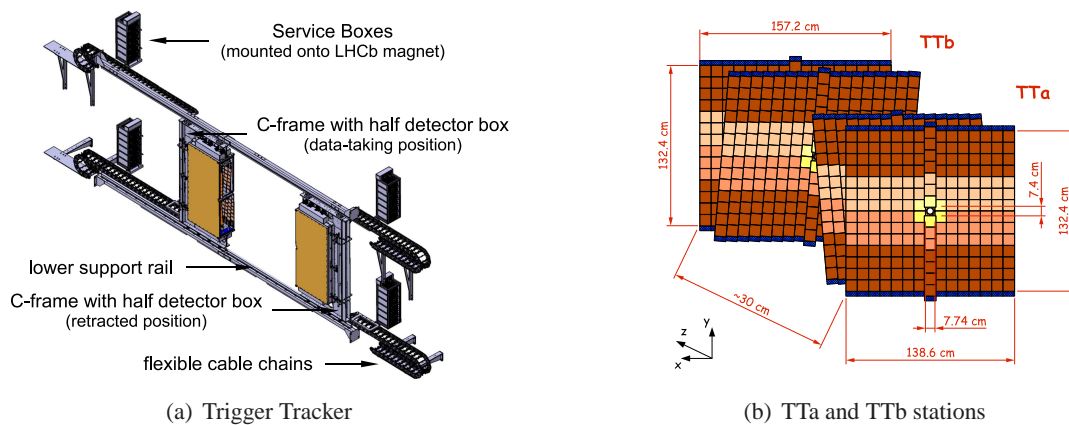 Service Boxes
(mounted onto LHCb magnet)
C-frame with half detector box
(data-taking position)
lower support rail
C-frame with half detector box
(retracted position)
flexible cable chains
(a) Trigger Tracker
157.2 cm
TTb
TTa
132.4 cm
7.4 cm
132.4 cm
~30 cm
7.74 cm
138.6 cm
y
z
x
(b) TTa and TTb stations